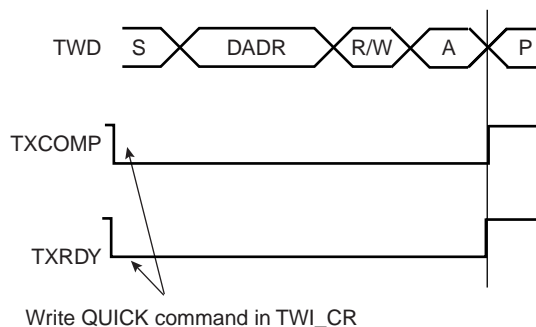 TWD S DADR R/W A P
TXCOMP
TXRDY
Write QUICK command in TWI_CR